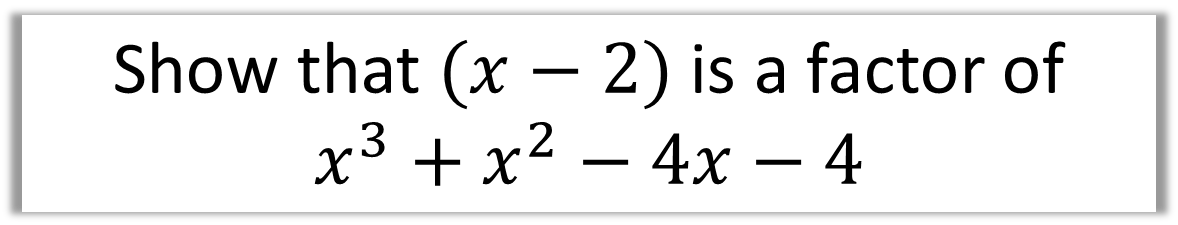 Show that (x − 2) is a factor of
x³ + x² − 4x − 4